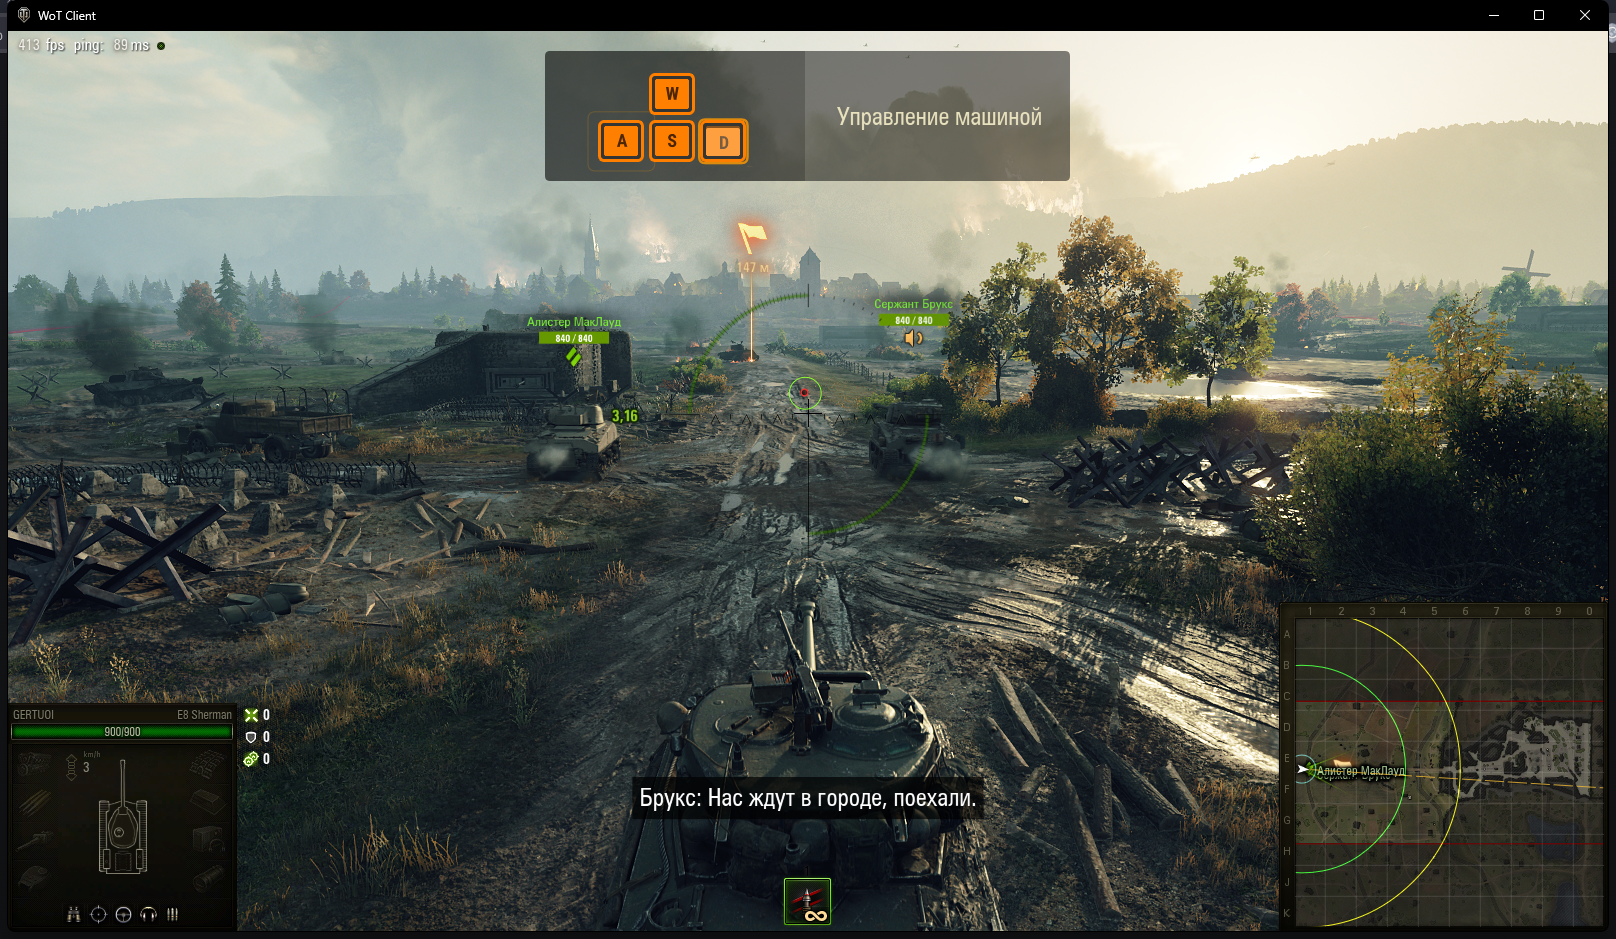 WoT Client
413 fps ping: 89 ms
W
A S D
Управление машиной
147 м
Сержант Брукс
840 / 840
Алистер МакЛауд
840 / 840
3,16
GERTUOI E8 Sherman
900/900
km/h
3
0
0
0
Брукс: Нас ждут в городе, поехали.
1 2 3 4 5 6 7 8 9 0
A
B
C
D
E
F
G
H
J
K
Алистер МакЛауд
Сержант Брукс